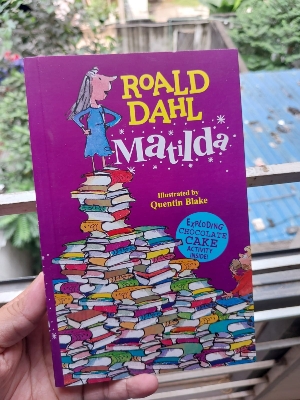 ROALD
DAHL
Matilda
Illustrated by
Quentin Blake
EXPLODING
CHOCOLATE
CAKE
ACTIVITY
INSIDE!